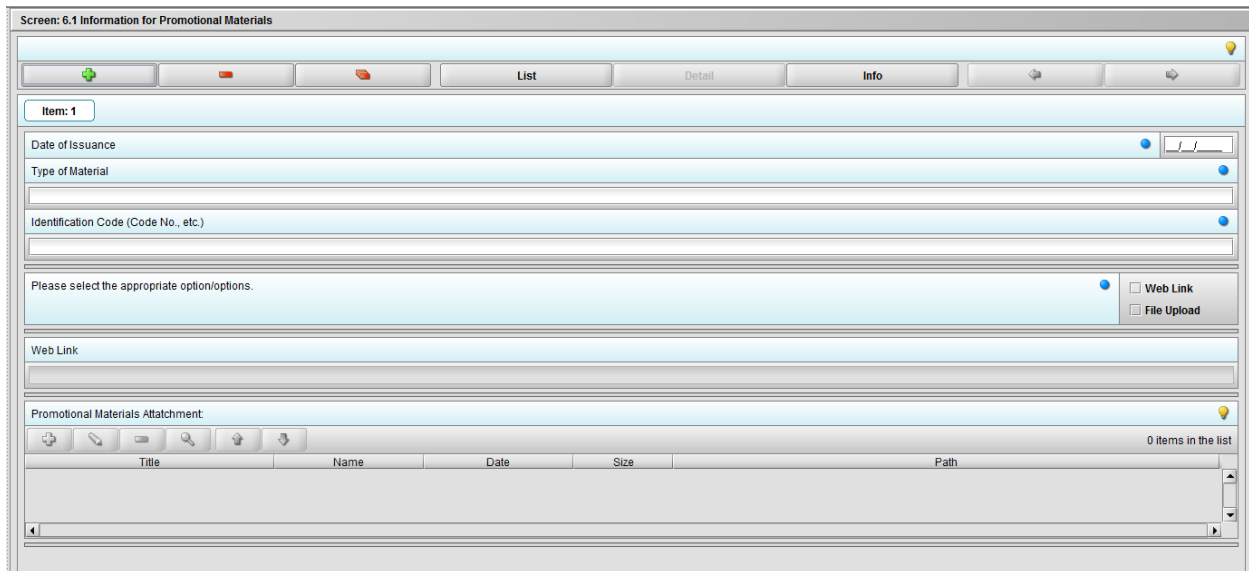 Screen: 6.1 Information for Promotional Materials
List Detail Info
Item: 1
Date of Issuance __/__/____
Type of Material
Identification Code (Code No., etc.)
Please select the appropriate option/options.
Web Link
File Upload
Web Link
Promotional Materials Attatchment:
0 items in the list
Title Name Date Size Path